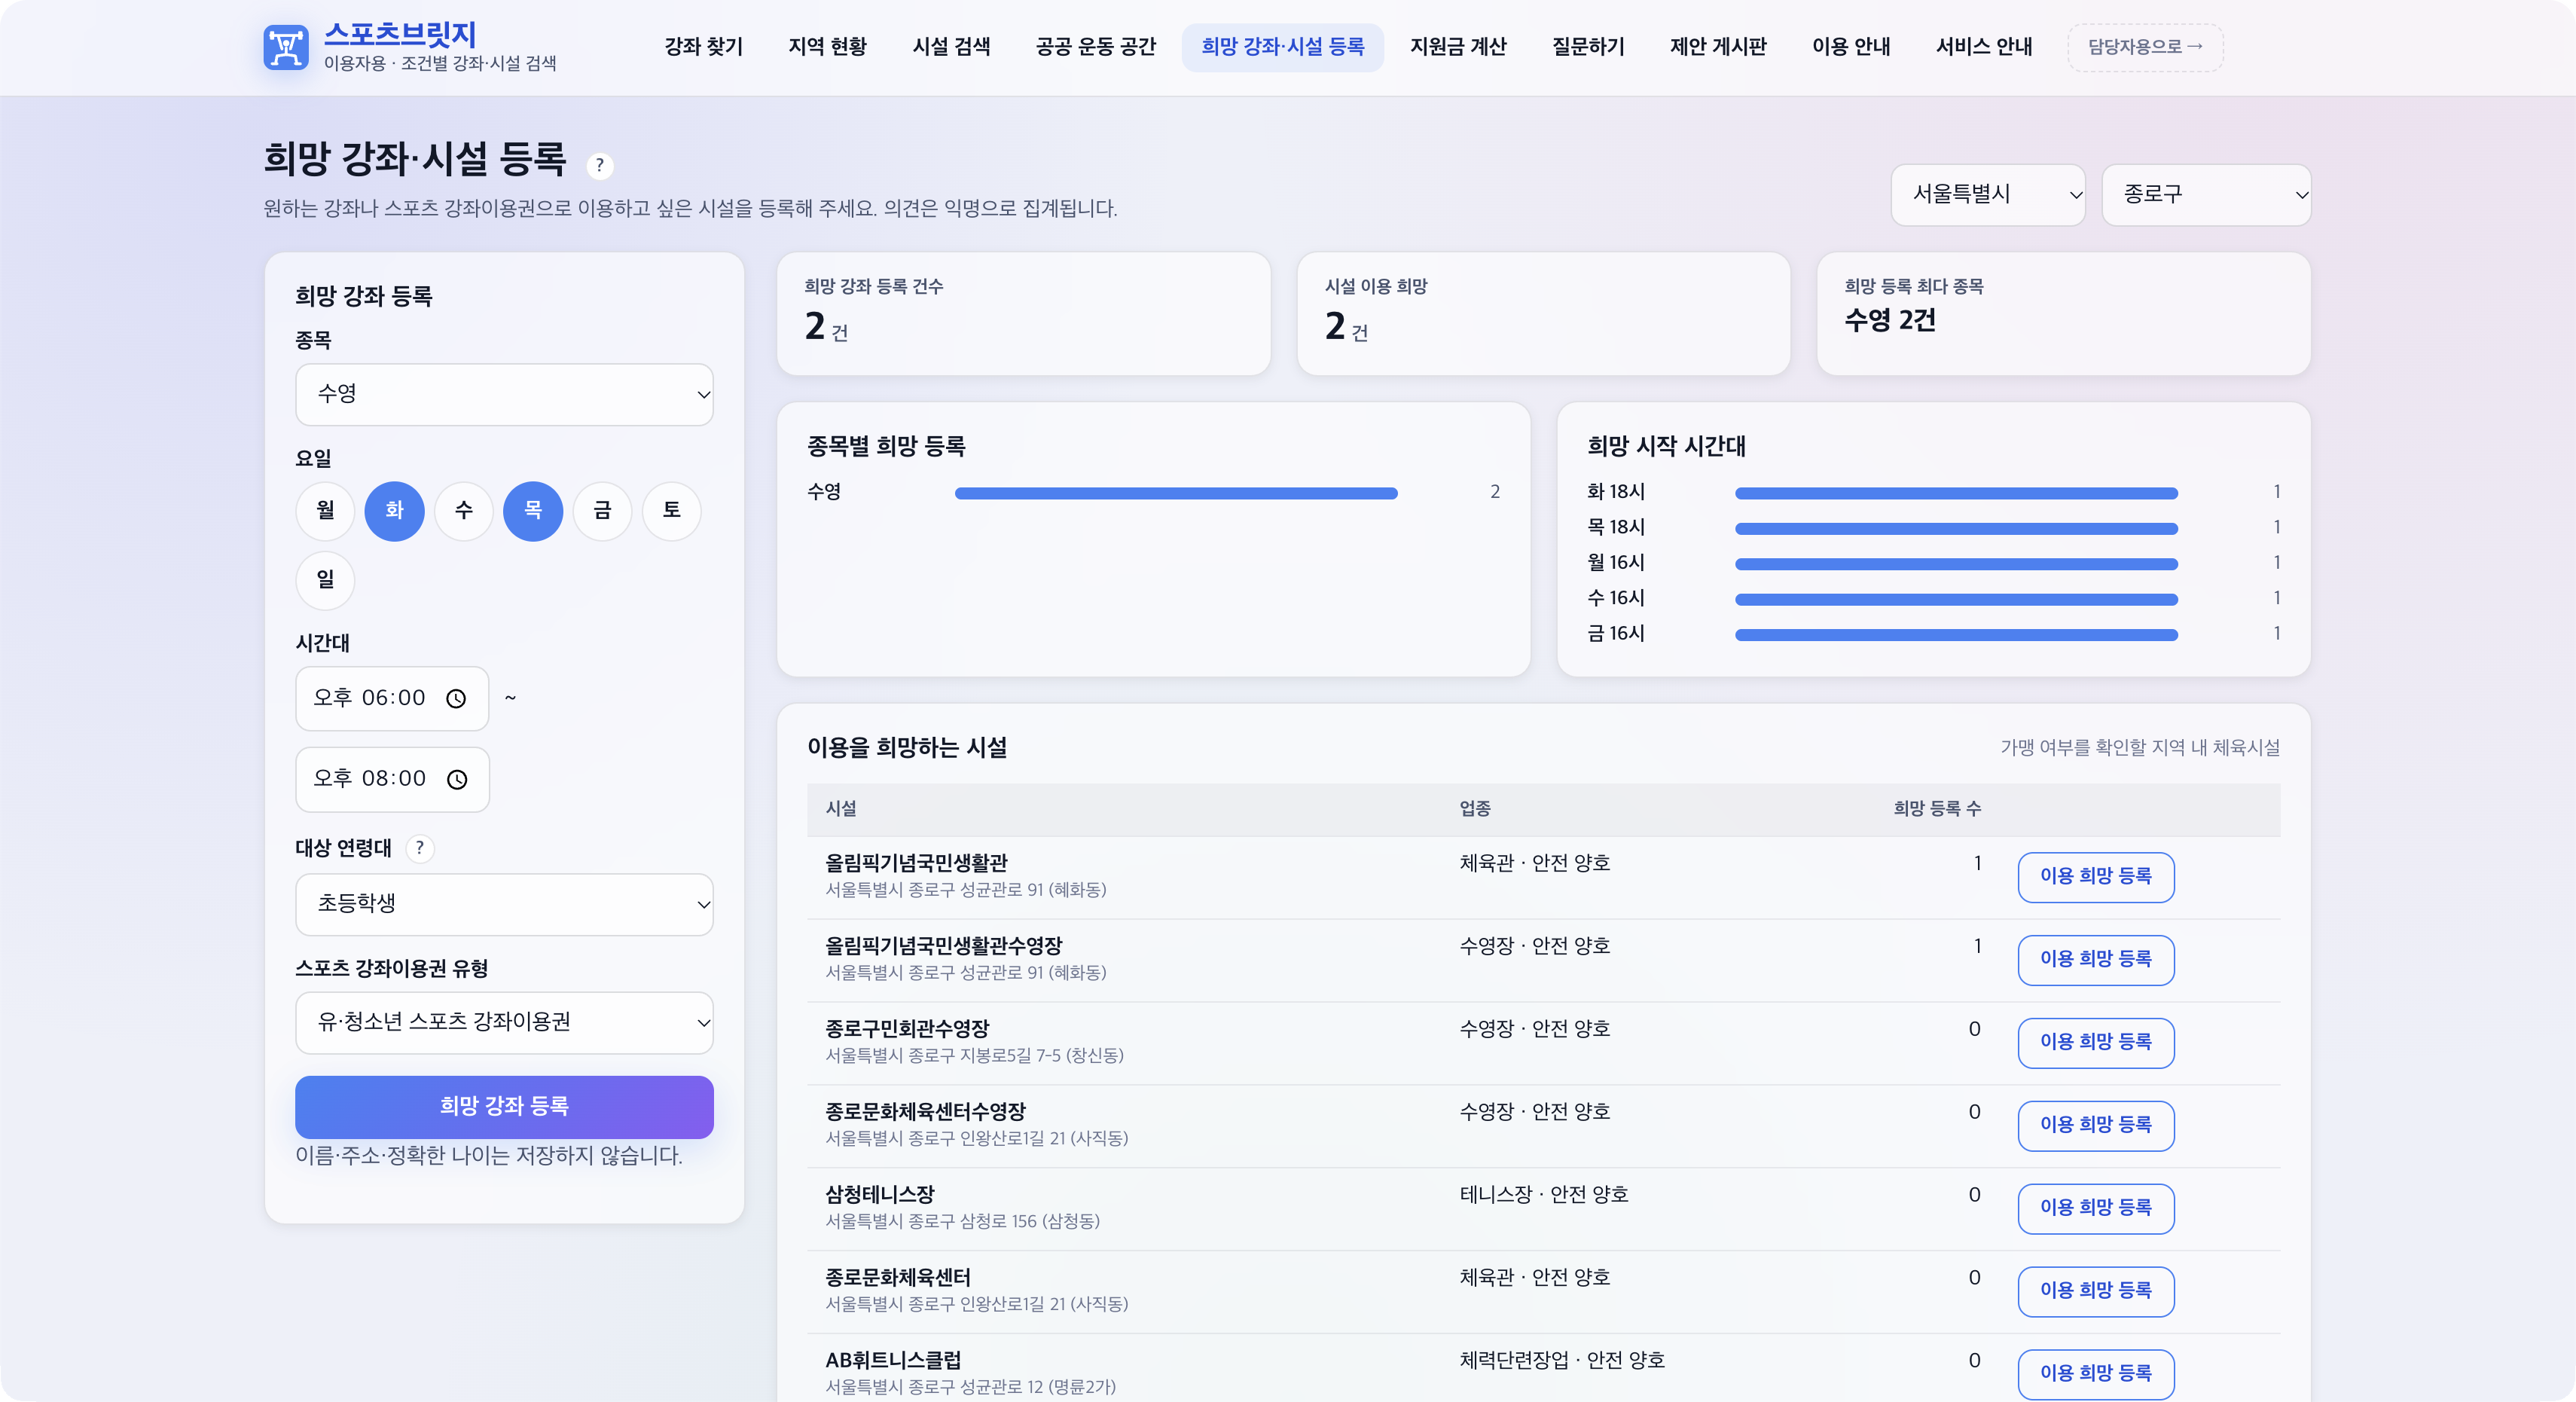 스포츠브릿지
이용자용 · 조건별 강좌·시설 검색
강좌 찾기 지역 현황 시설 검색 공공 운동 공간 희망 강좌·시설 등록 지원금 계산 질문하기 제안 게시판 이용 안내 서비스 안내 담당자용으로 →
희망 강좌·시설 등록 ?
원하는 강좌나 스포츠 강좌이용권으로 이용하고 싶은 시설을 등록해 주세요. 의견은 익명으로 집계됩니다.
서울특별시 종로구
희망 강좌 등록
종목
수영
요일
월 화 수 목 금 토
일
시간대
오후 06:00 ~
오후 08:00
대상 연령대 ?
초등학생
스포츠 강좌이용권 유형
유·청소년 스포츠 강좌이용권
희망 강좌 등록
이름·주소·정확한 나이는 저장하지 않습니다.
희망 강좌 등록 건수
2 건
시설 이용 희망
2 건
희망 등록 최다 종목
수영 2건
종목별 희망 등록
수영 2
희망 시작 시간대
화 18시 1
목 18시 1
월 16시 1
수 16시 1
금 16시 1
이용을 희망하는 시설 가맹 여부를 확인할 지역 내 체육시설
시설 업종 희망 등록 수
올림픽기념국민생활관 체육관 · 안전 양호 1 이용 희망 등록
서울특별시 종로구 성균관로 91 (혜화동)
올림픽기념국민생활관수영장 수영장 · 안전 양호 1 이용 희망 등록
서울특별시 종로구 성균관로 91 (혜화동)
종로구민회관수영장 수영장 · 안전 양호 0 이용 희망 등록
서울특별시 종로구 지봉로5길 7-5 (창신동)
종로문화체육센터수영장 수영장 · 안전 양호 0 이용 희망 등록
서울특별시 종로구 인왕산로1길 21 (사직동)
삼청테니스장 테니스장 · 안전 양호 0 이용 희망 등록
서울특별시 종로구 삼청로 156 (삼청동)
종로문화체육센터 체육관 · 안전 양호 0 이용 희망 등록
서울특별시 종로구 인왕산로1길 21 (사직동)
AB휘트니스클럽 체력단련장업 · 안전 양호 0 이용 희망 등록
서울특별시 종로구 성균관로 12 (명륜2가)